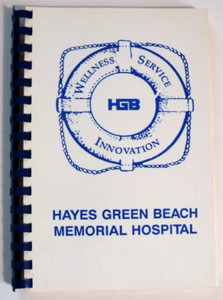 WELLNESS SERVICE
HGB
INNOVATION
HAYES GREEN BEACH
MEMORIAL HOSPITAL